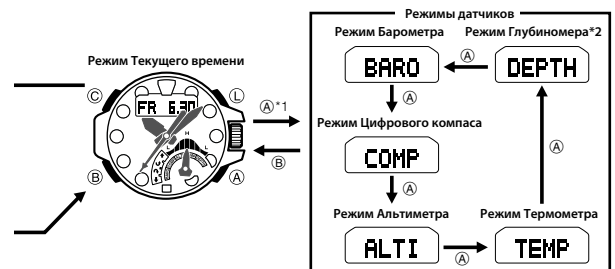 Режимы датчиков
Режим Барометра
Режим Глубиномера*2
BARO
A
DEPTH
A
Режим Текущего времени
C
L
FR 6.30
A*1
B
B
A
Режим Цифрового компаса
COMP
A
A
Режим Альтиметра
Режим Термометра
ALTI
A
TEMP